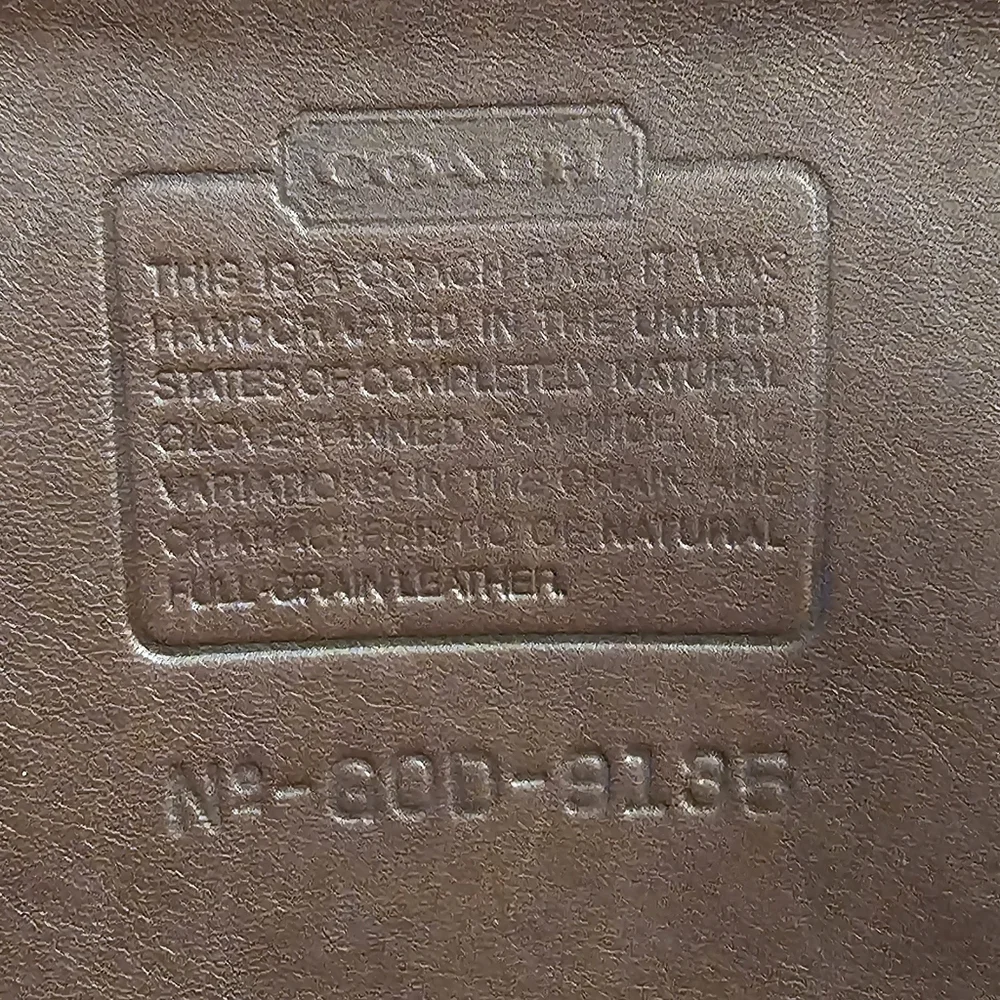 COACH
THIS IS A COACH BAG. IT WAS
HANDCRAFTED IN THE UNITED
STATES OF COMPLETELY NATURAL
GLOVE-TANNED COWHIDE. THE
VARIATIONS IN THE GRAIN ARE
CHARACTERISTIC OF NATURAL
FULL-GRAIN LEATHER.